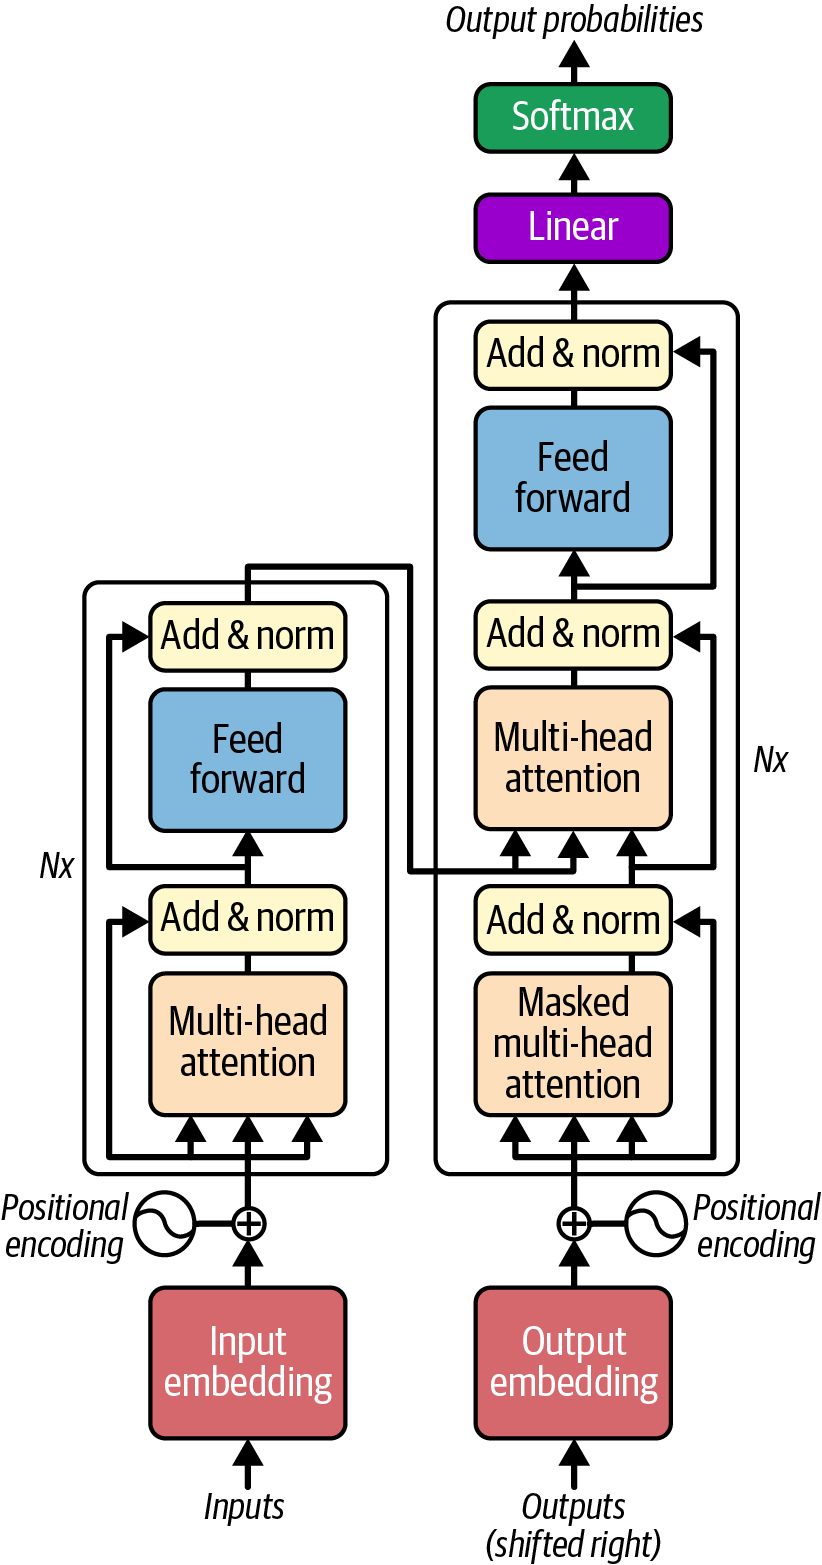 Output probabilities
Softmax
Linear
Add & norm
Feed
forward
Add & norm
Multi-head
attention
Nx
Add & norm
Masked
multi-head
attention
Positional
encoding
Output
embedding
Outputs
(shifted right)
Add & norm
Feed
forward
Nx
Add & norm
Multi-head
attention
Positional
encoding
Input
embedding
Inputs